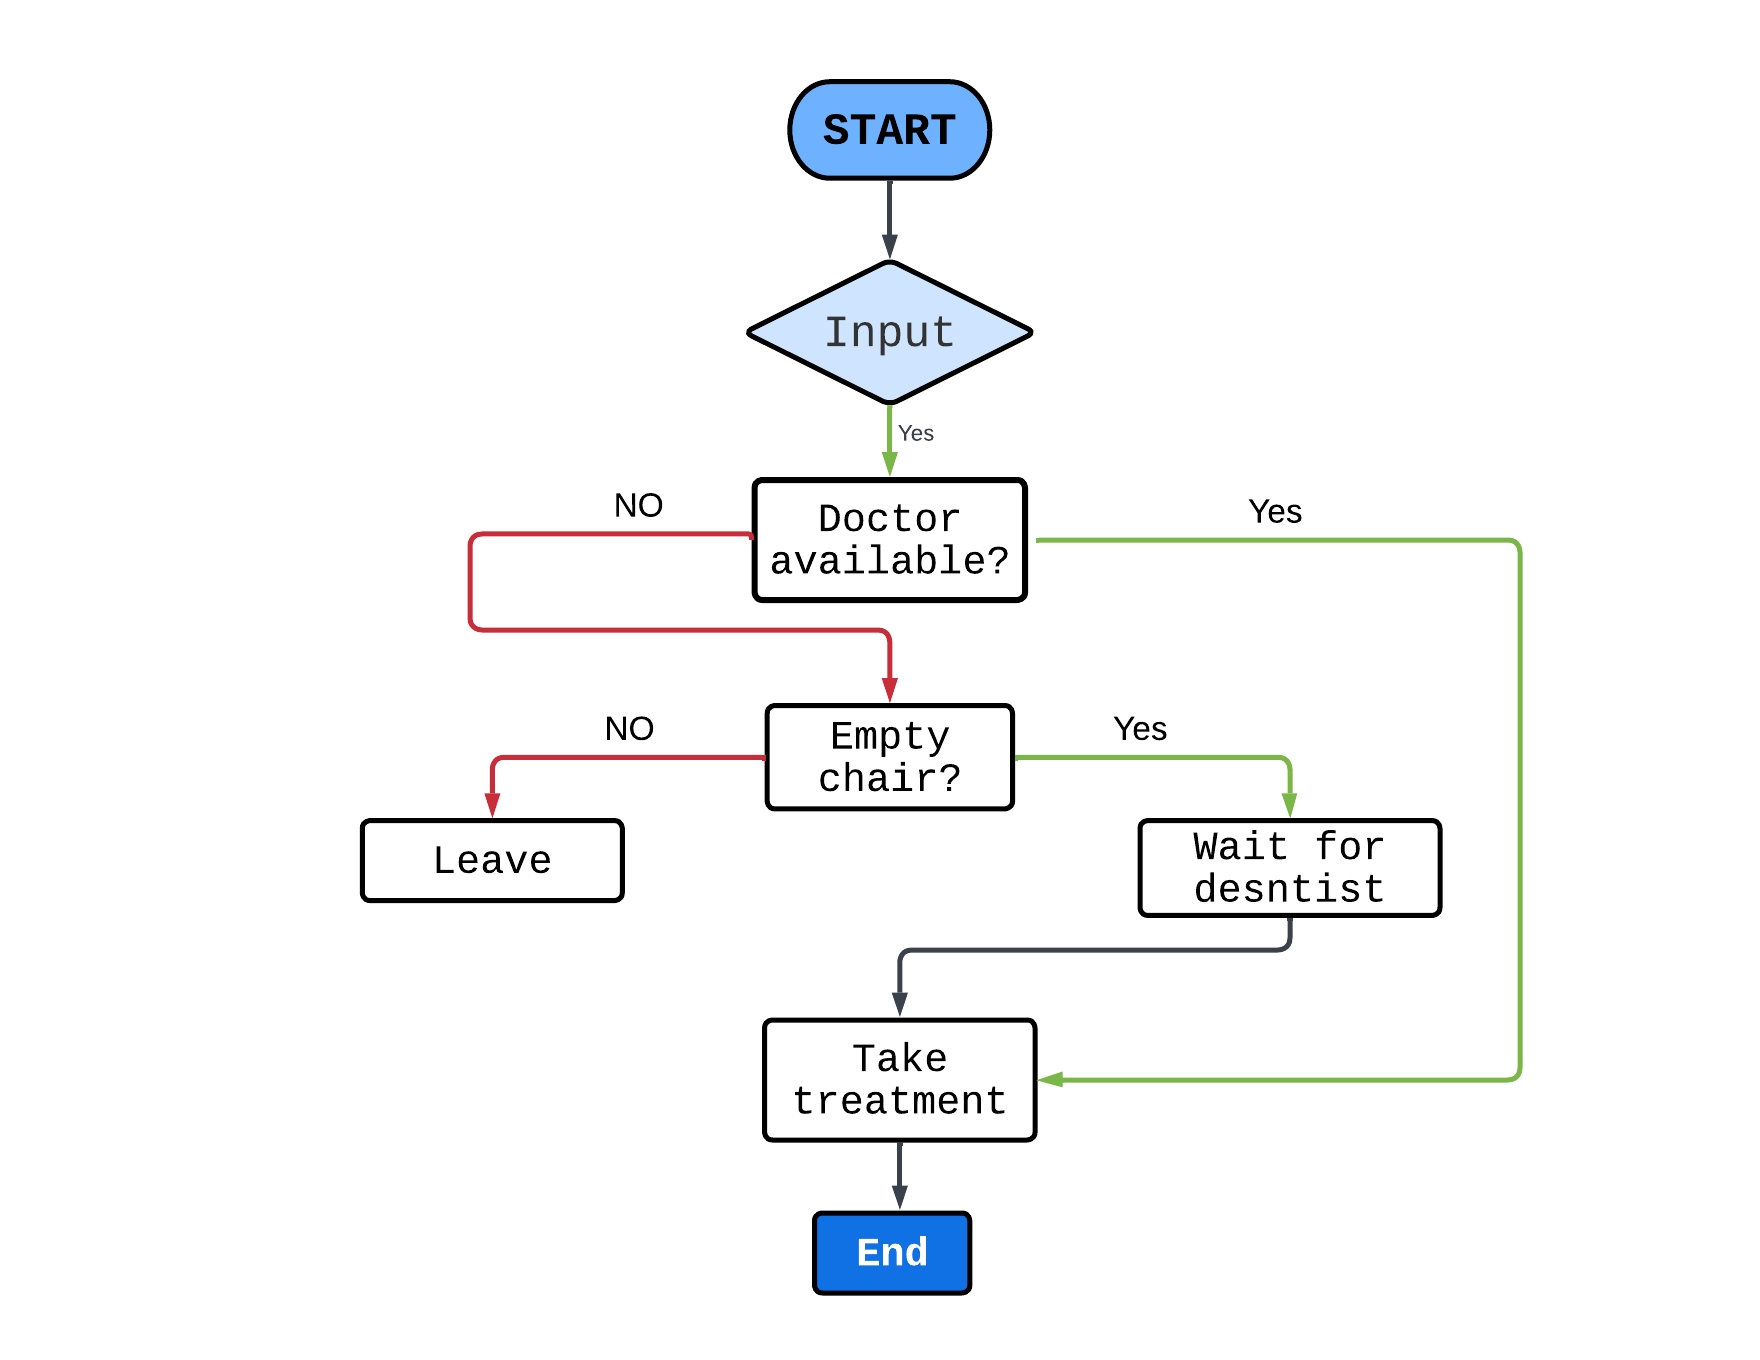 START
Input
Yes
NO
Yes
Doctor
available?
NO
Yes
Empty
chair?
Leave
Wait for
desntist
Take
treatment
End